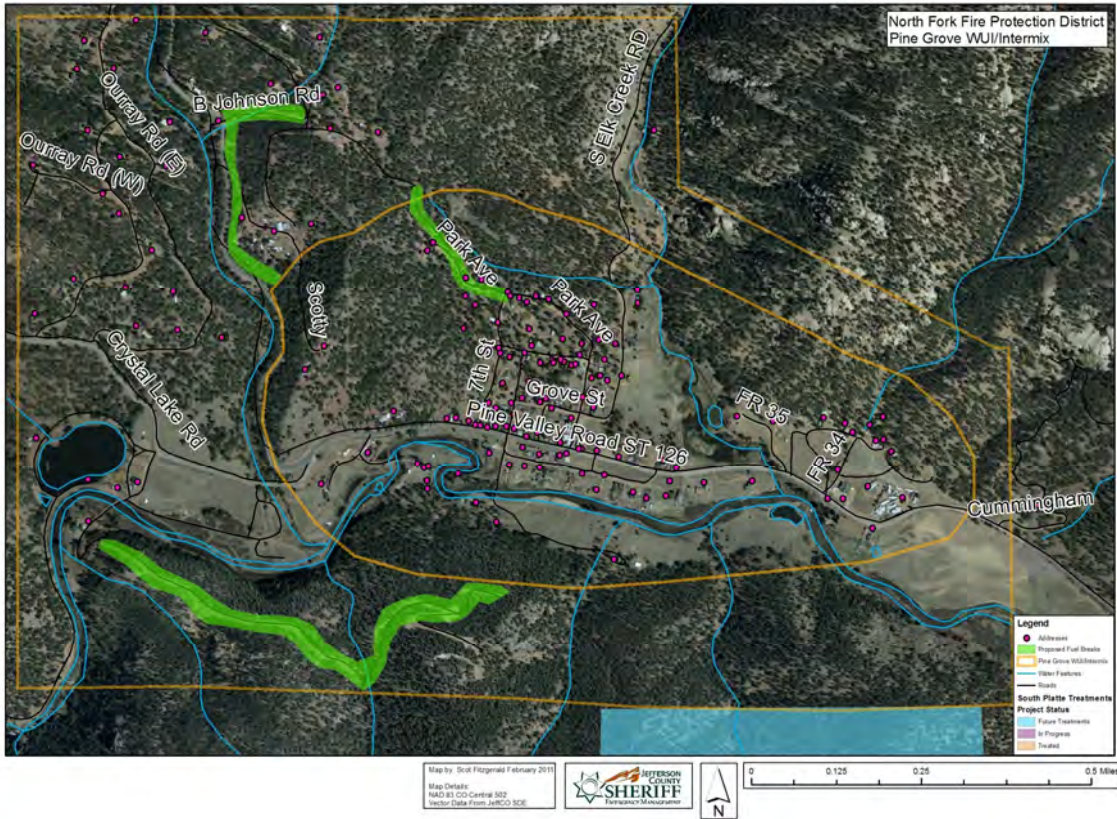 North Fork Fire Protection District
Pine Grove WUI/Intermix
S Elk Creek RD
B Johnson Rd
Ourray Rd (E)
Ourray Rd (W)
Park Ave
Park Ave
Scotty
Crystal Lake Rd
7th St
Grove St
Pine Valley Road ST 126
FR 35
FR 34
Cummingham
Legend
Addresses
Proposed Fuel Breaks
Pine Grove WUI/Intermix
Water Features
Roads
South Platte Treatments
Project Status
Future Treatments
In Progress
Treated
Map by: Scot Fitzgerald February 2011
Map Details:
NAD 83 CO-Central 502
Vector Data From JeffCO SDE
JEFFERSON
COUNTY
SHERIFF
EMERGENCY MANAGEMENT
N
0 0.125 0.25 0.5 Miles